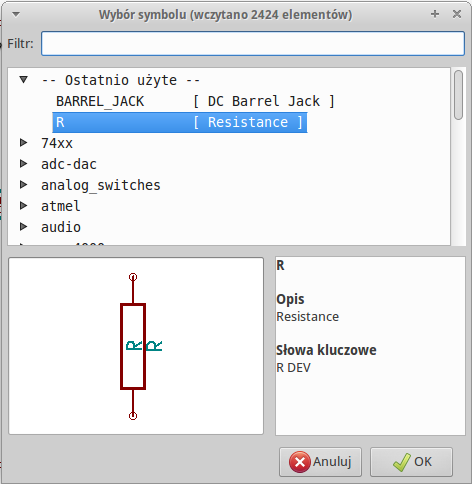 Wybór symbolu (wczytano 2424 elementów)
Filtr:
-- Ostatnio użyte --
BARREL_JACK [ DC Barrel Jack ]
R [ Resistance ]
74xx
adc-dac
analog_switches
atmel
audio
R
Opis
Resistance
Słowa kluczowe
R DEV
R
R
Anuluj
OK